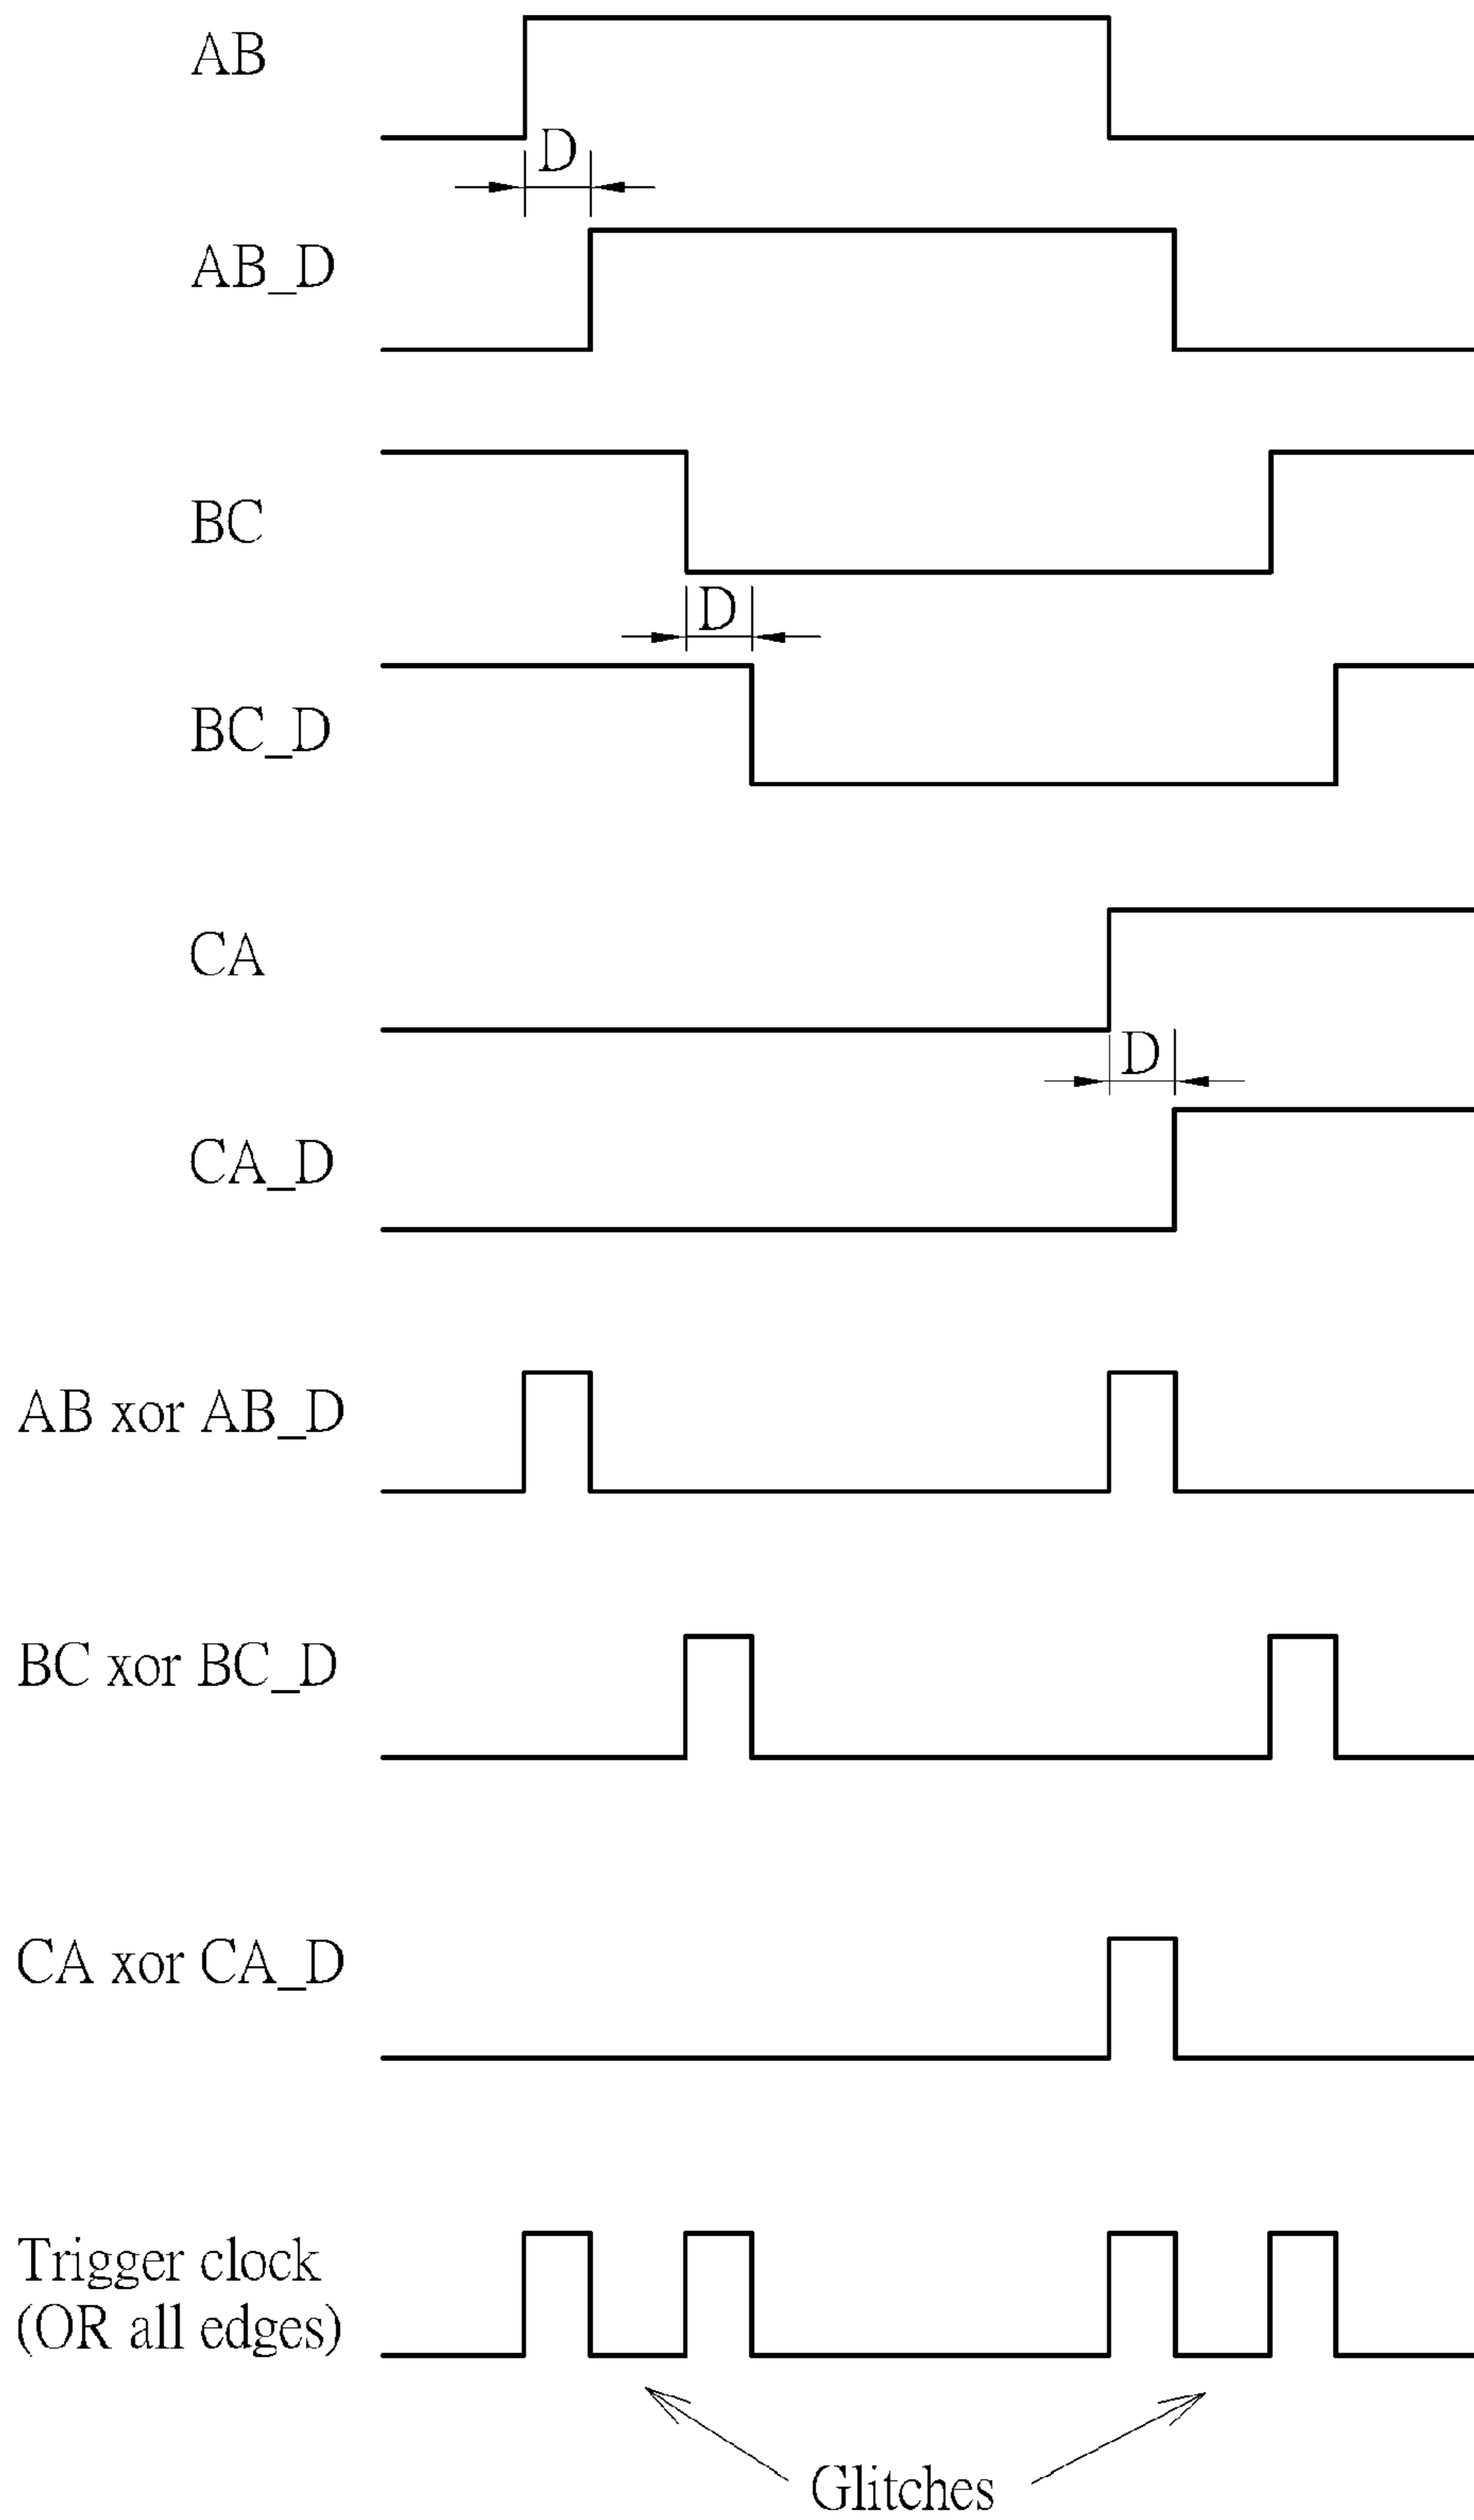 AB
D
AB_D
BC
D
BC_D
CA
D
CA_D
AB xor AB_D
BC xor BC_D
CA xor CA_D
Trigger clock
(OR all edges)
Glitches